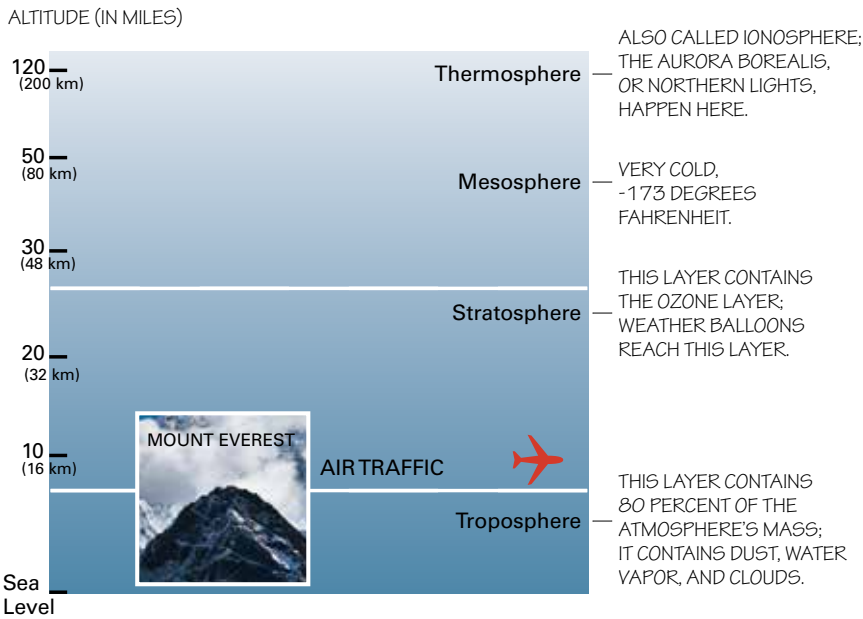 ALTITUDE (IN MILES)
120
(200 km)
Thermosphere
ALSO CALLED IONOSPHERE;
THE AURORA BOREALIS,
OR NORTHERN LIGHTS,
HAPPEN HERE.
50
(80 km)
Mesosphere
VERY COLD,
-173 DEGREES
FAHRENHEIT.
30
(48 km)
Stratosphere
THIS LAYER CONTAINS
THE OZONE LAYER;
WEATHER BALLOONS
REACH THIS LAYER.
20
(32 km)
MOUNT EVEREST
10
(16 km)
AIR TRAFFIC
Troposphere
THIS LAYER CONTAINS
80 PERCENT OF THE
ATMOSPHERE'S MASS;
IT CONTAINS DUST, WATER
VAPOR, AND CLOUDS.
Sea
Level